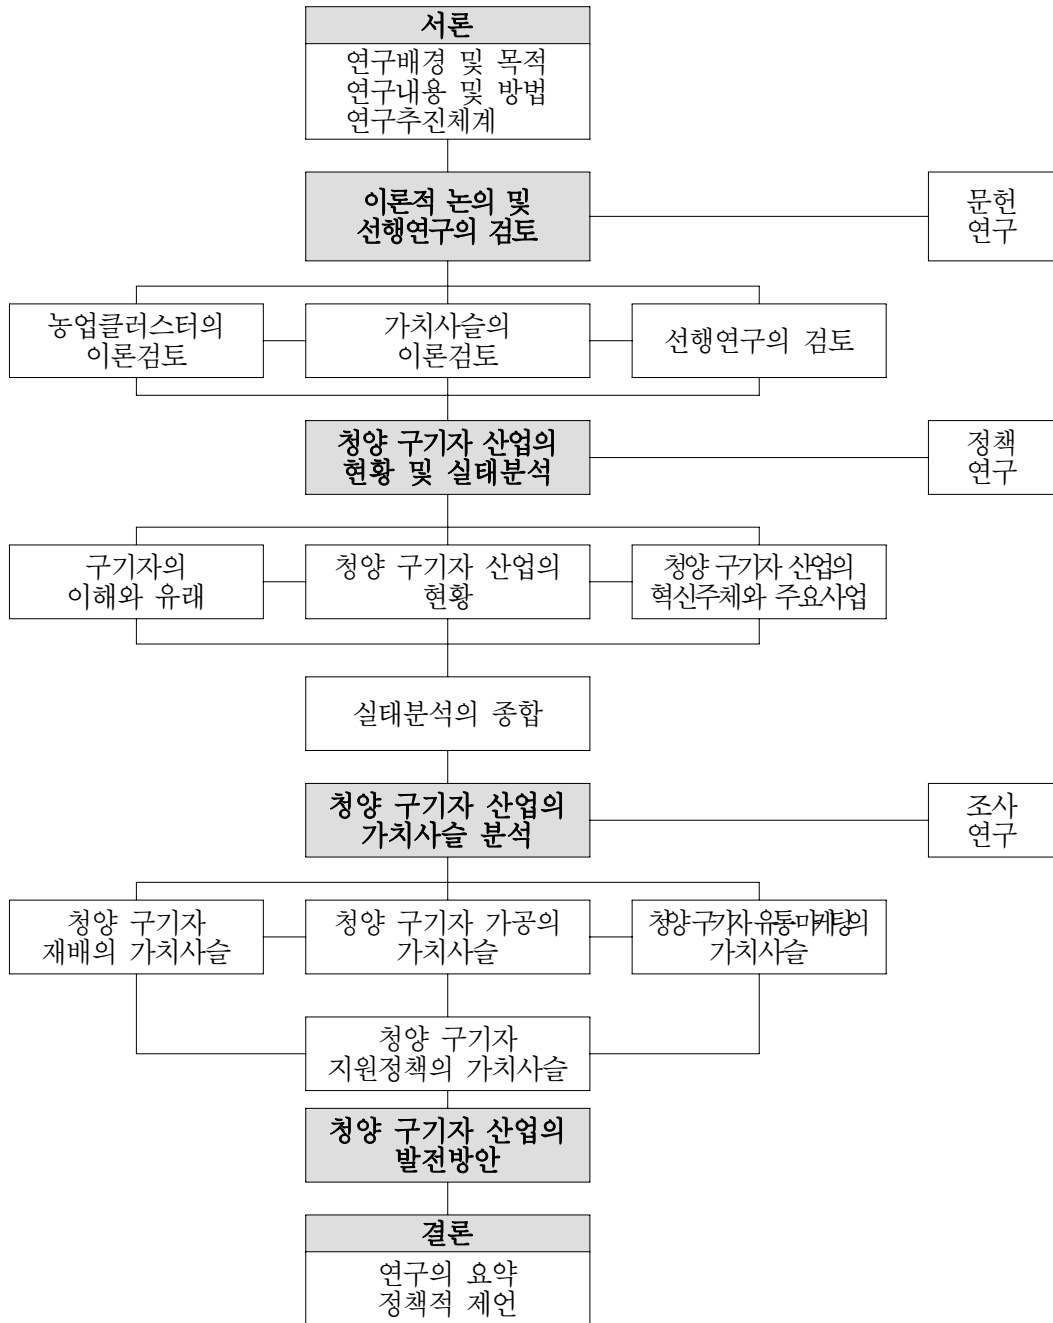 서론
연구배경 및 목적
연구내용 및 방법
연구추진체계
이론적 논의 및
선행연구의 검토
문헌
연구
농업클러스터의
이론검토
가치사슬의
이론검토
선행연구의 검토
청양 구기자 산업의
현황 및 실태분석
정책
연구
구기자의
이해와 유래
청양 구기자 산업의
현황
청양 구기자 산업의
혁신주체와 주요사업
실태분석의 종합
청양 구기자 산업의
가치사슬 분석
조사
연구
청양 구기자
재배의 가치사슬
청양 구기자 가공의
가치사슬
청양구기자유통마케팅의
가치사슬
청양 구기자
지원정책의 가치사슬
청양 구기자 산업의
발전방안
결론
연구의 요약
정책적 제언